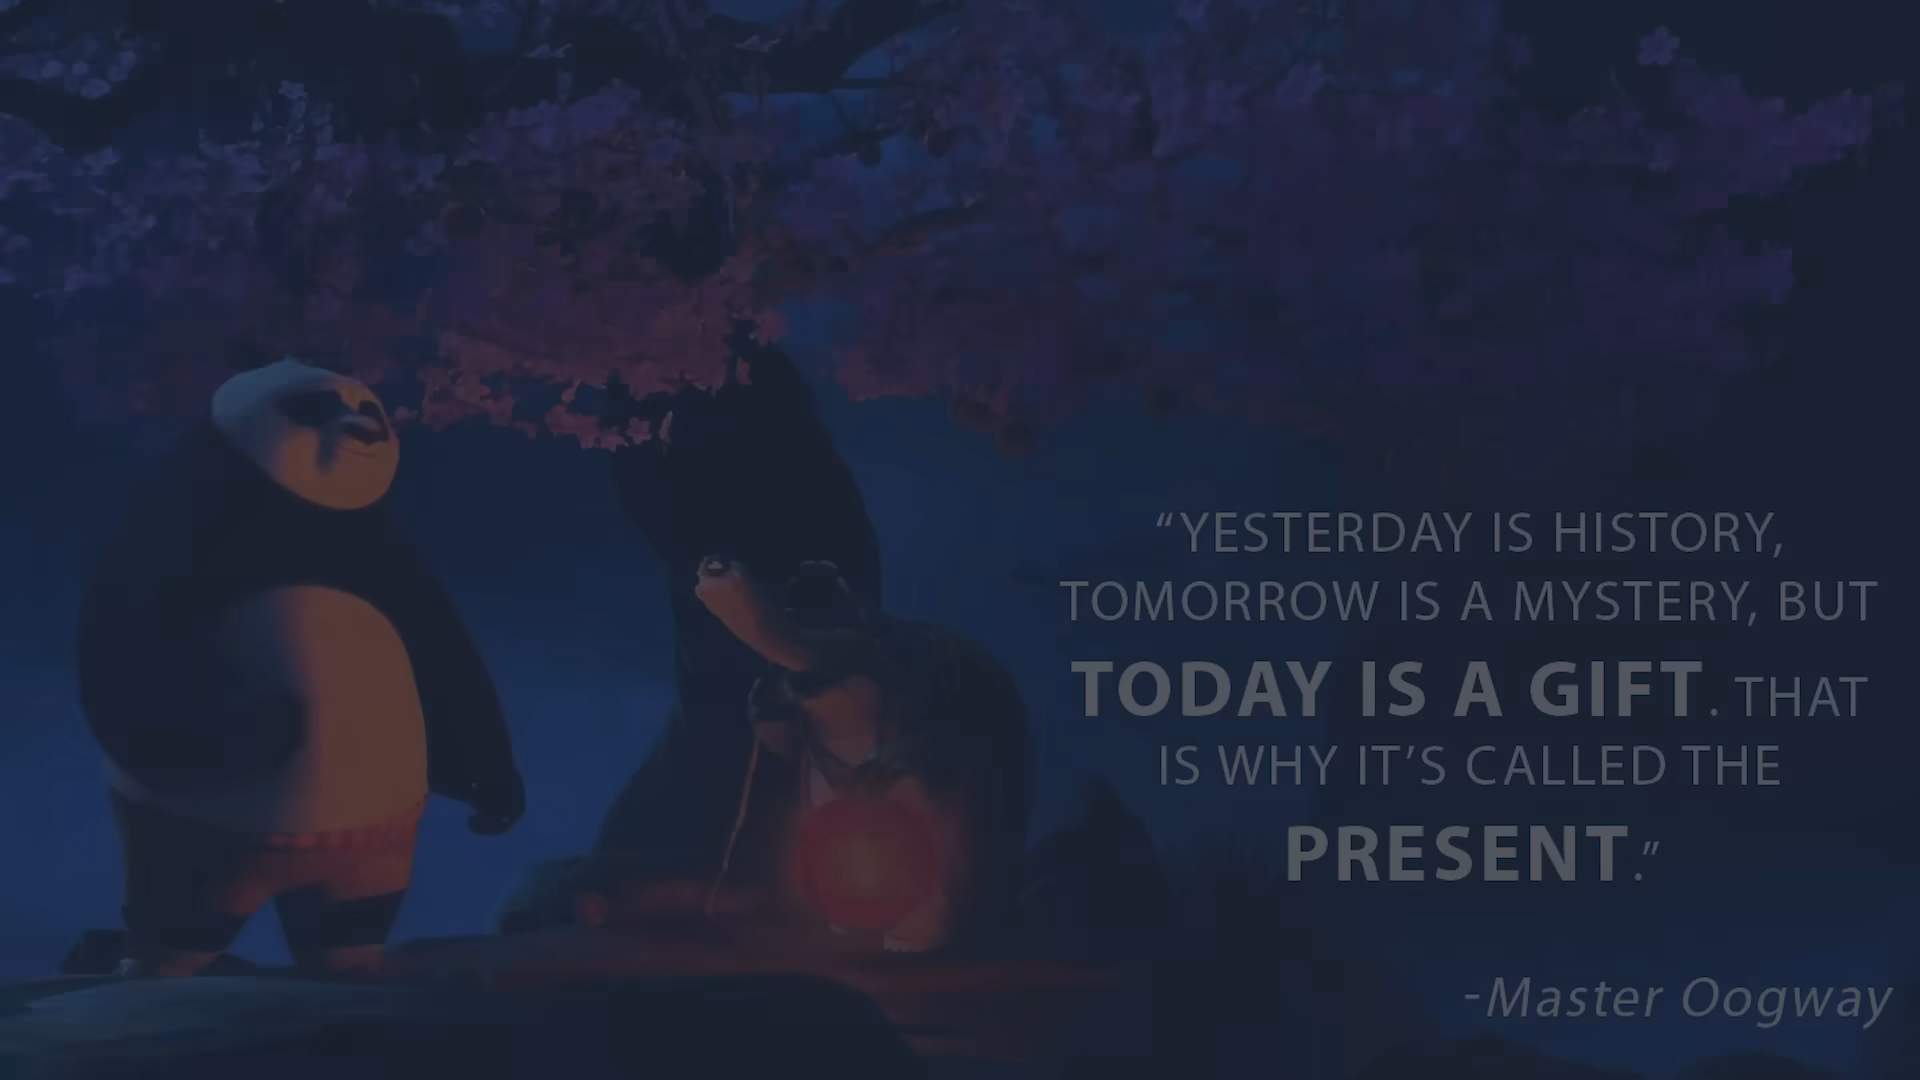 “YESTERDAY IS HISTORY,
TOMORROW IS A MYSTERY, BUT
TODAY IS A GIFT. THAT
IS WHY IT’S CALLED THE
PRESENT.”
-Master Oogway